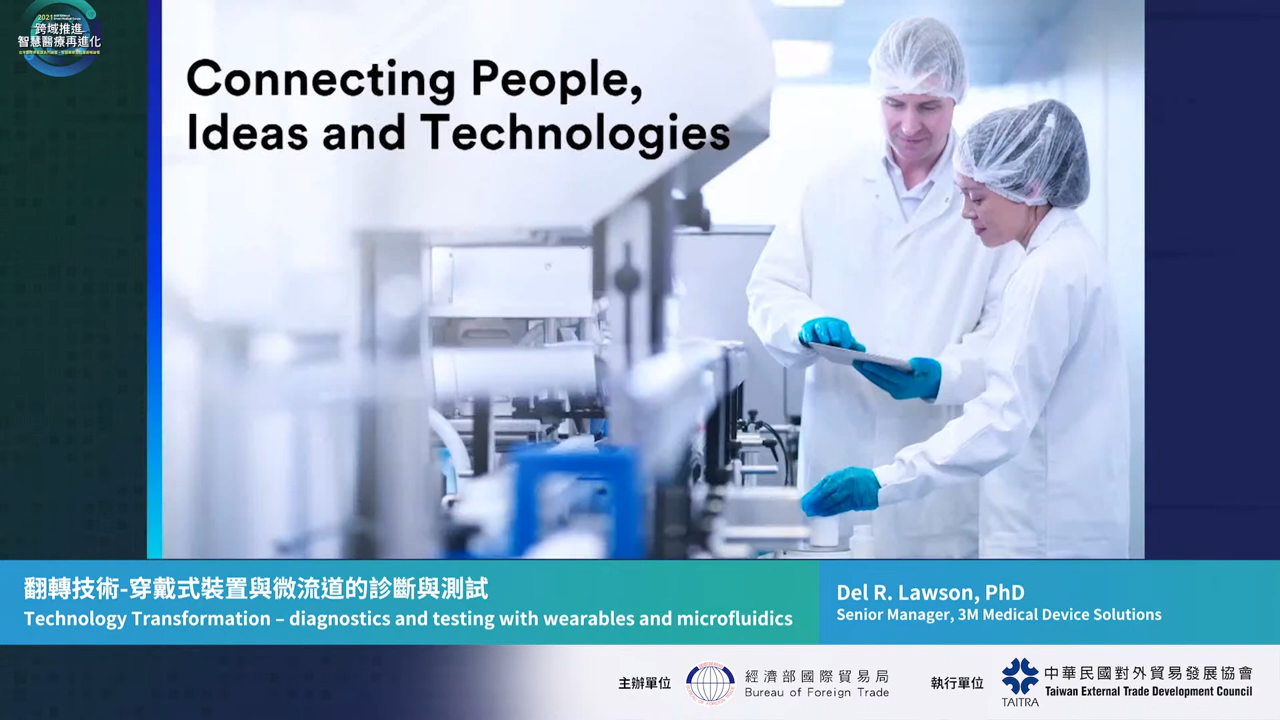 2021
跨域推進
智慧醫療再進化
Connecting People,
Ideas and Technologies
翻轉技術-穿戴式裝置與微流道的診斷與測試
Technology Transformation – diagnostics and testing with wearables and microfluidics
Del R. Lawson, PhD
Senior Manager, 3M Medical Device Solutions
主辦單位
經濟部國際貿易局
Bureau of Foreign Trade
執行單位
TAITRA
中華民國對外貿易發展協會
Taiwan External Trade Development Council